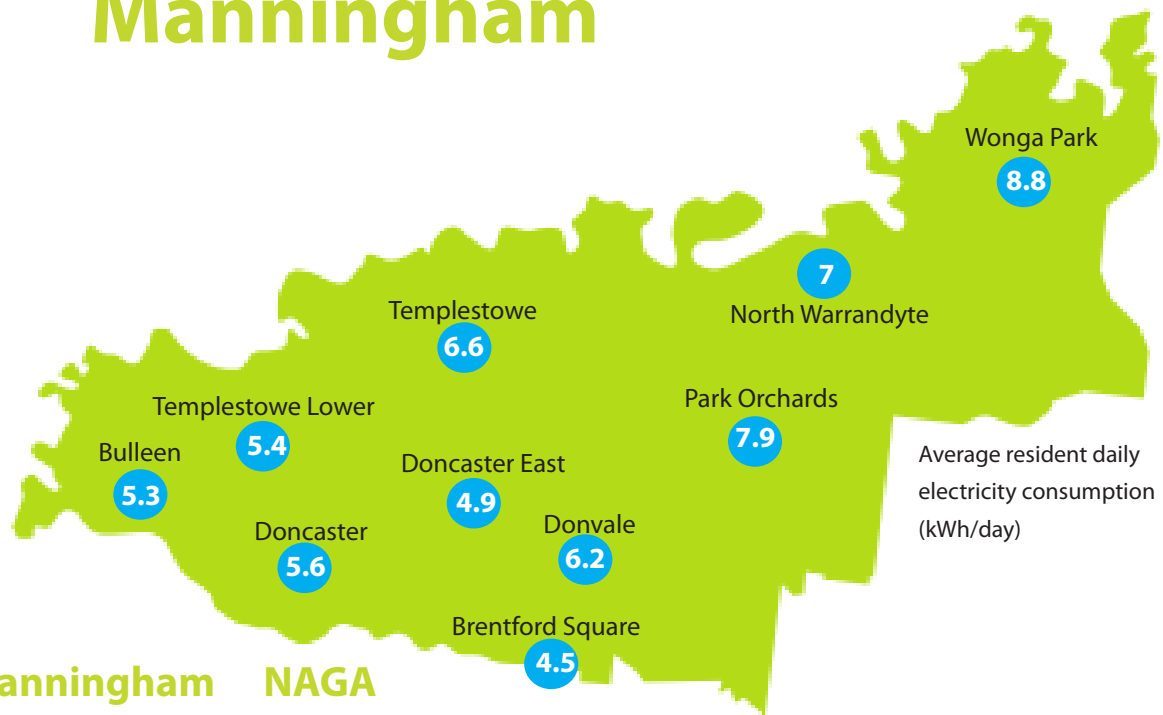 Manningham
Wonga Park
8.8
7
North Warrandyte
Templestowe
6.6
Park Orchards
7.9
Templestowe Lower
5.4
Bulleen
5.3
Doncaster East
4.9
Average resident daily
electricity consumption
(kWh/day)
Donvale
6.2
Doncaster
5.6
Brentford Square
4.5
anningham NAGA